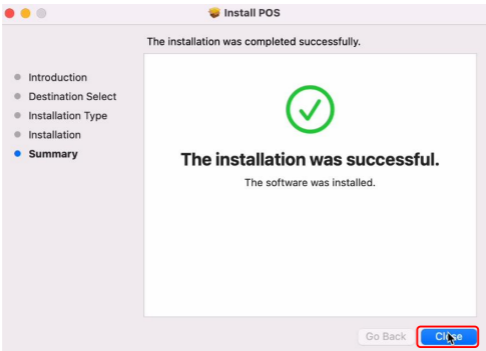 Install POS
The installation was completed successfully.
Introduction
Destination Select
Installation Type
Installation
Summary
The installation was successful.
The software was installed.
Go Back
Close